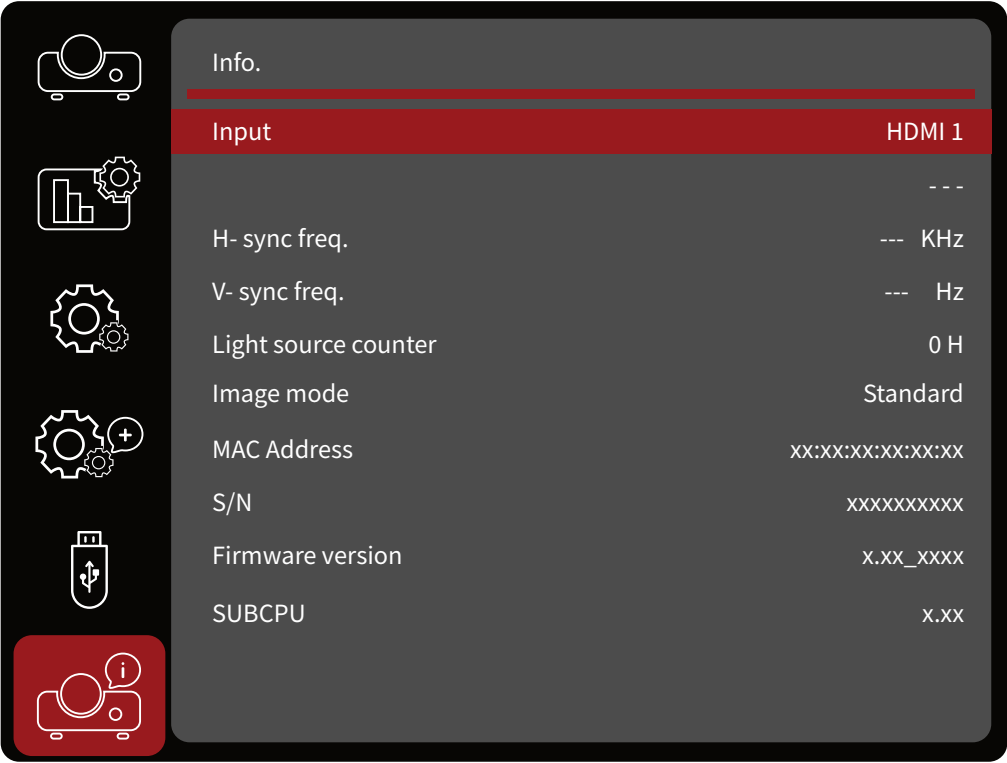 Info.
Input HDMI 1
- - -
H- sync freq. --- KHz
V- sync freq. --- Hz
Light source counter 0 H
Image mode Standard
MAC Address xx:xx:xx:xx:xx:xx
S/N xxxxxxxxxx
Firmware version x.xx_xxxx
SUBCPU x.xx
i